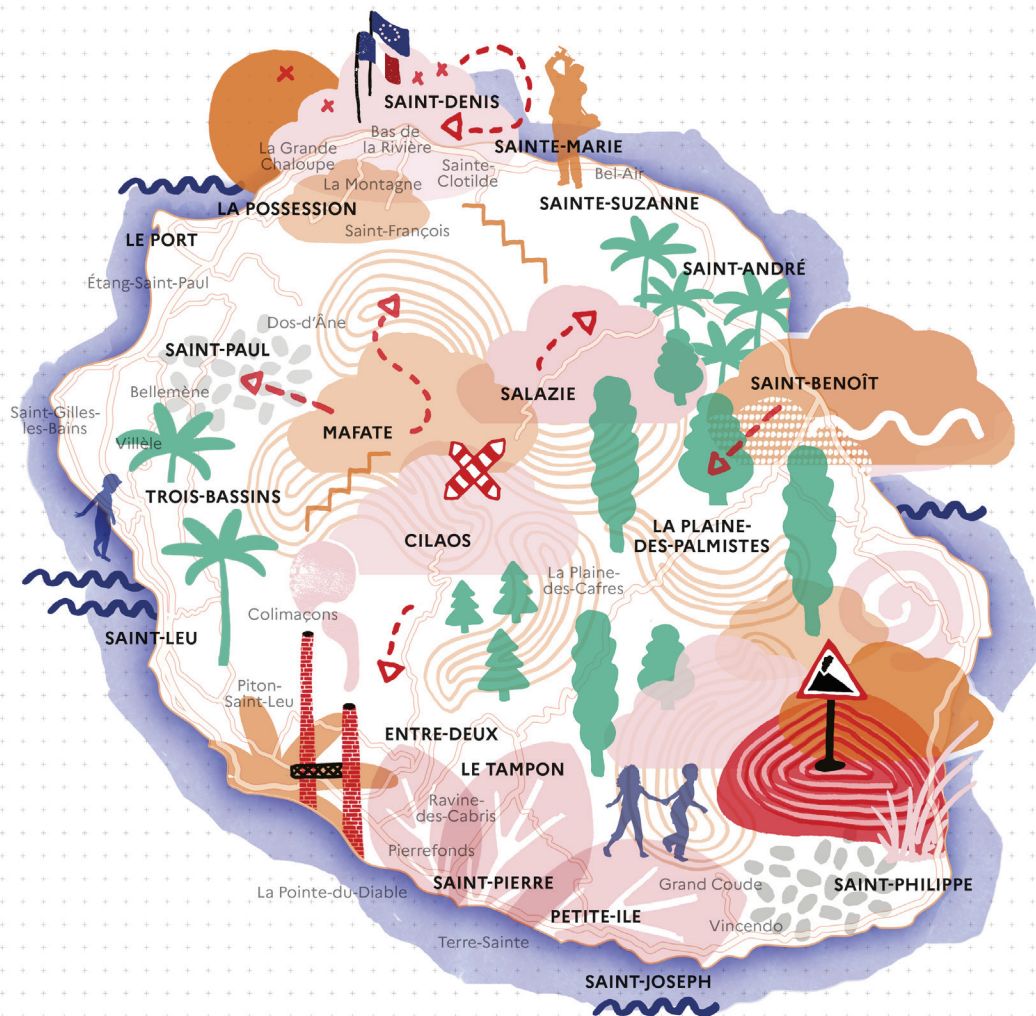 SAINT-DENIS
Bas de
la Rivière
La Grande
Chaloupe
SAINTE-MARIE
Sainte-
Clotilde
Bel-Air
La Montagne
SAINTE-SUZANNE
LA POSSESSION
Saint-François
LE PORT
SAINT-ANDRÉ
Étang-Saint-Paul
Dos-d'Âne
SAINT-PAUL
SAINT-BENOÎT
Bellemène
SALAZIE
Saint-Gilles-
les-Bains
MAFATE
Villèle
TROIS-BASSINS
LA PLAINE-
DES-PALMISTES
CILAOS
La Plaine-
des-Cafres
Colimaçons
SAINT-LEU
Piton-
Saint-Leu
ENTRE-DEUX
LE TAMPON
Ravine-
des-Cabris
Pierrefonds
SAINT-PIERRE
Grand Coude
SAINT-PHILIPPE
La Pointe-du-Diable
PETITE-ILE
Vincendo
Terre-Sainte
SAINT-JOSEPH